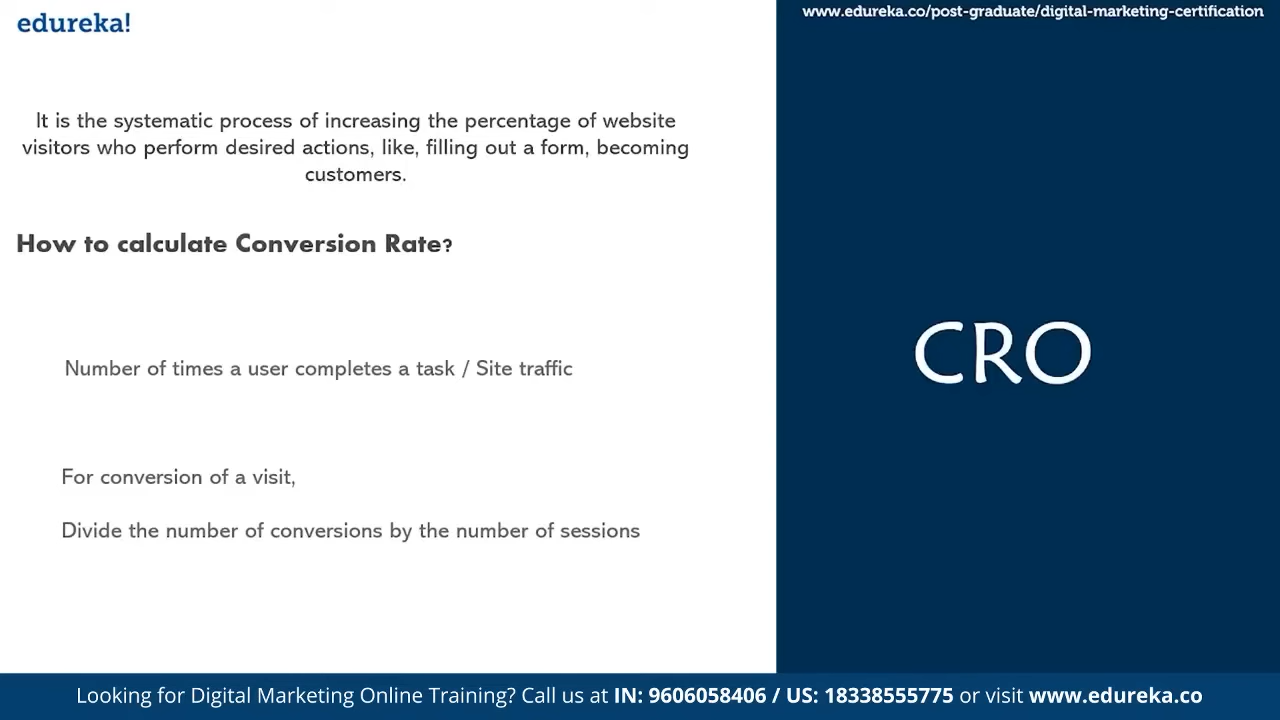 edureka!
www.edureka.co/post-graduate/digital-marketing-certification
It is the systematic process of increasing the percentage of website
visitors who perform desired actions, like, filling out a form, becoming
customers.
How to calculate Conversion Rate?
Number of times a user completes a task / Site traffic
For conversion of a visit,
Divide the number of conversions by the number of sessions
CRO
Looking for Digital Marketing Online Training? Call us at IN: 9606058406 / US: 18338555775 or visit www.edureka.co